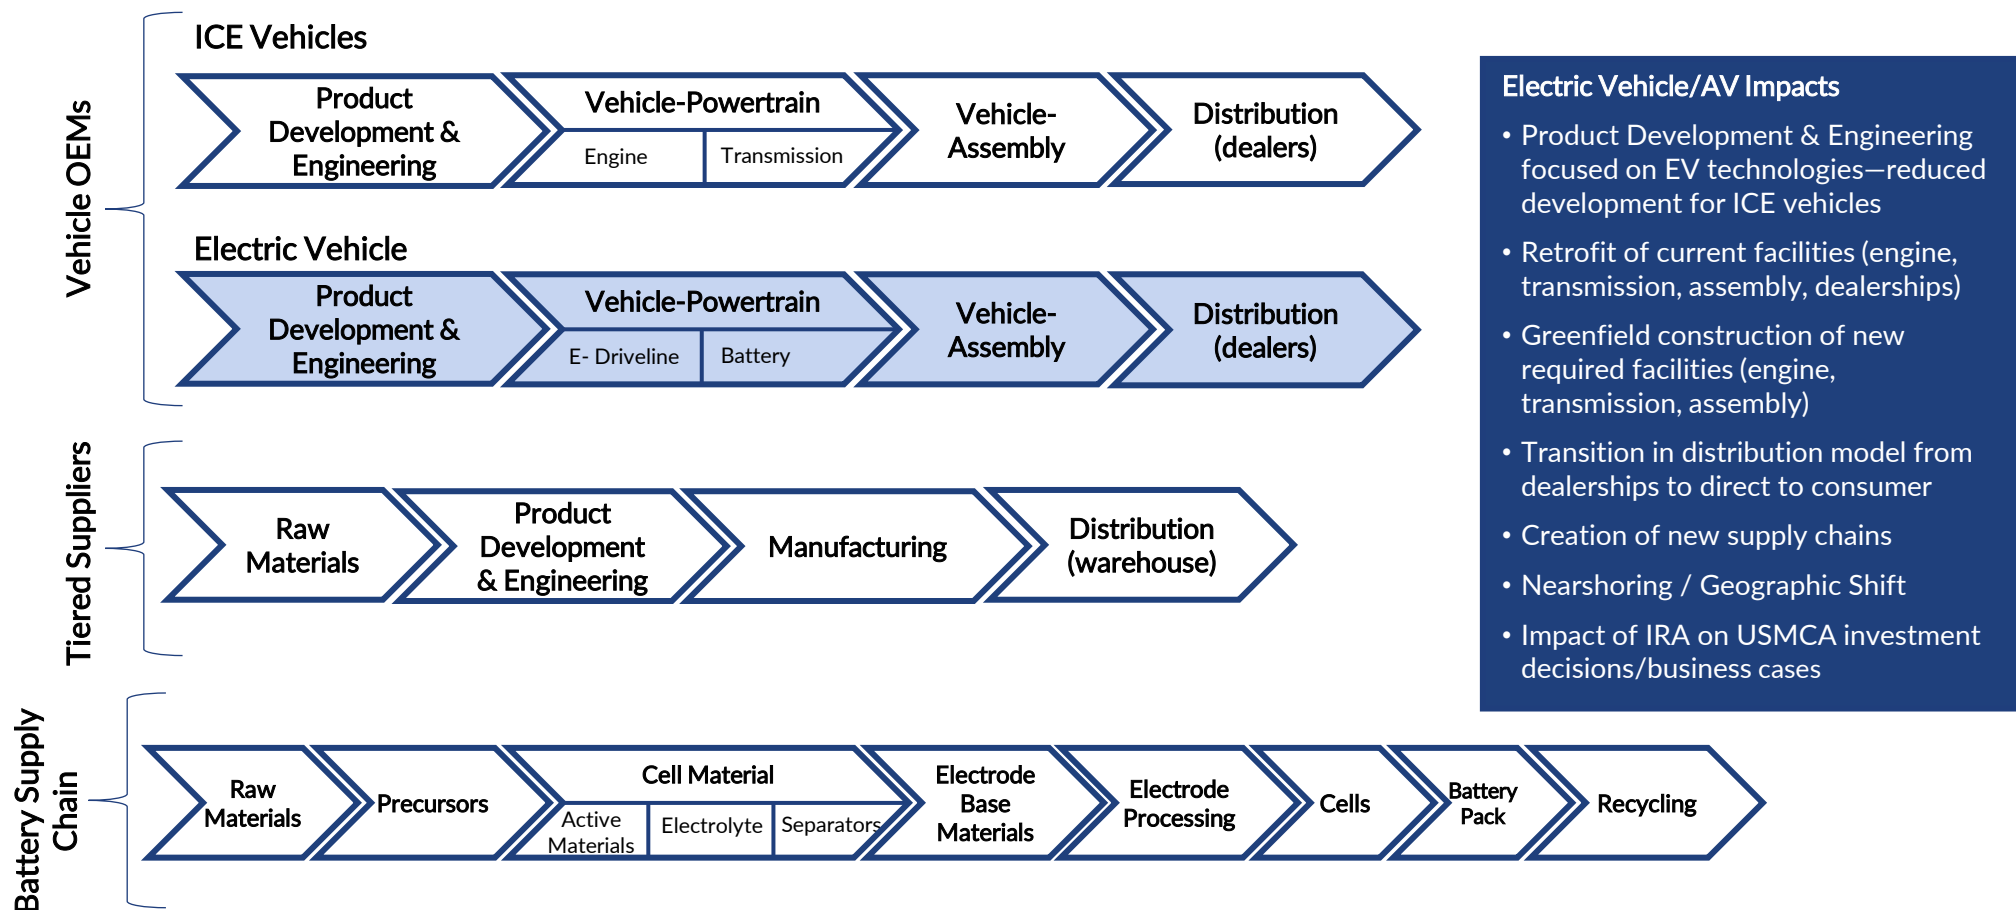 Vehicle OEMs
ICE Vehicles
Product
Development &
Engineering
Vehicle-Powertrain
Engine
Transmission
Vehicle-
Assembly
Distribution
(dealers)
Electric Vehicle
Product
Development &
Engineering
Vehicle-Powertrain
E- Driveline
Battery
Vehicle-
Assembly
Distribution
(dealers)
Tiered Suppliers
Raw
Materials
Product
Development
& Engineering
Manufacturing
Distribution
(warehouse)
Battery Supply
Chain
Raw
Materials
Precursors
Cell Material
Active
Materials
Electrolyte
Separators
Electrode
Base
Materials
Electrode
Processing
Cells
Battery
Pack
Recycling
Electric Vehicle/AV Impacts
• Product Development & Engineering
focused on EV technologies—reduced
development for ICE vehicles
• Retrofit of current facilities (engine,
transmission, assembly, dealerships)
• Greenfield construction of new
required facilities (engine,
transmission, assembly)
• Transition in distribution model from
dealerships to direct to consumer
• Creation of new supply chains
• Nearshoring / Geographic Shift
• Impact of IRA on USMCA investment
decisions/business cases